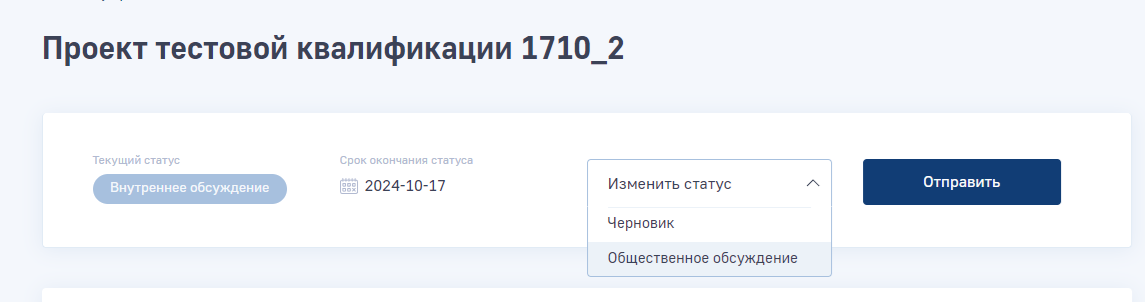 Проект тестовой квалификации 1710_2
Текущий статус
Срок окончания статуса
Внутреннее обсуждение
2024-10-17
Изменить статус
Отправить
Черновик
Общественное обсуждение